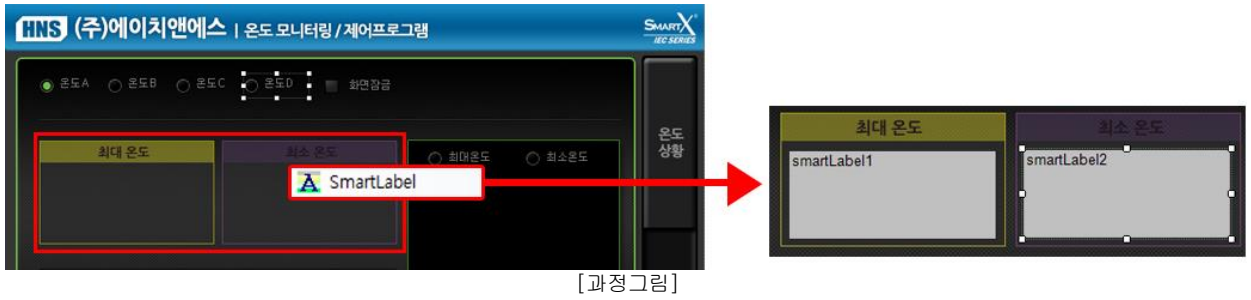 HNS (주)에이치앤에스 | 온도 모니터링 / 제어프로그램
SMARTX
IEC SERIES
온도A 온도B 온도C 온도D 화면잠금
온도
상황
최대 온도 최소 온도
최대온도 최소온도
SmartLabel
최대 온도 최소 온도
smartLabel1 smartLabel2
[과정그림]